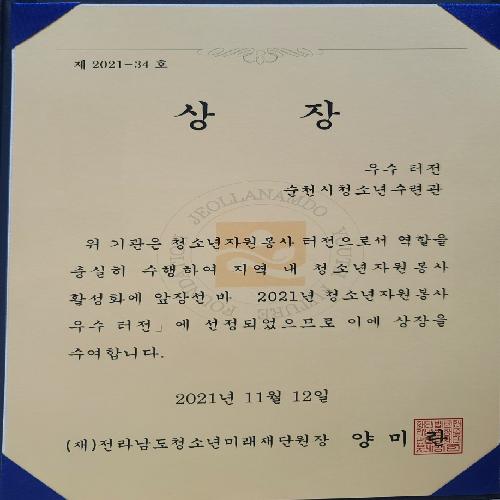 제 2021-34 호
상 장
우수 터전
순천시청소년수련관
위 기관은 청소년자원봉사 터전으로서 역할을
충실히 수행하여 지역 내 청소년자원봉사
활성화에 앞장선 바 2021년 청소년자원봉사
우수 터전」에 선정되었으므로 이에 상장을
수여합니다.
2021년 11월 12일
(재)전라남도청소년미래재단원장 양 미 란
JEOLLANAMDO YOUTH FUTURE FOUNDATION